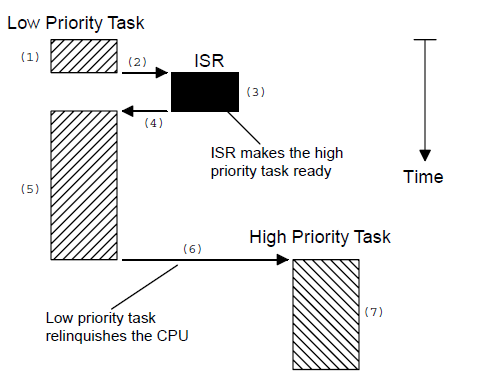 Low Priority Task
(1)
(2)
ISR
(3)
(4)
ISR makes the high
priority task ready
Time
(5)
(6)
High Priority Task
(7)
Low priority task
relinquishes the CPU